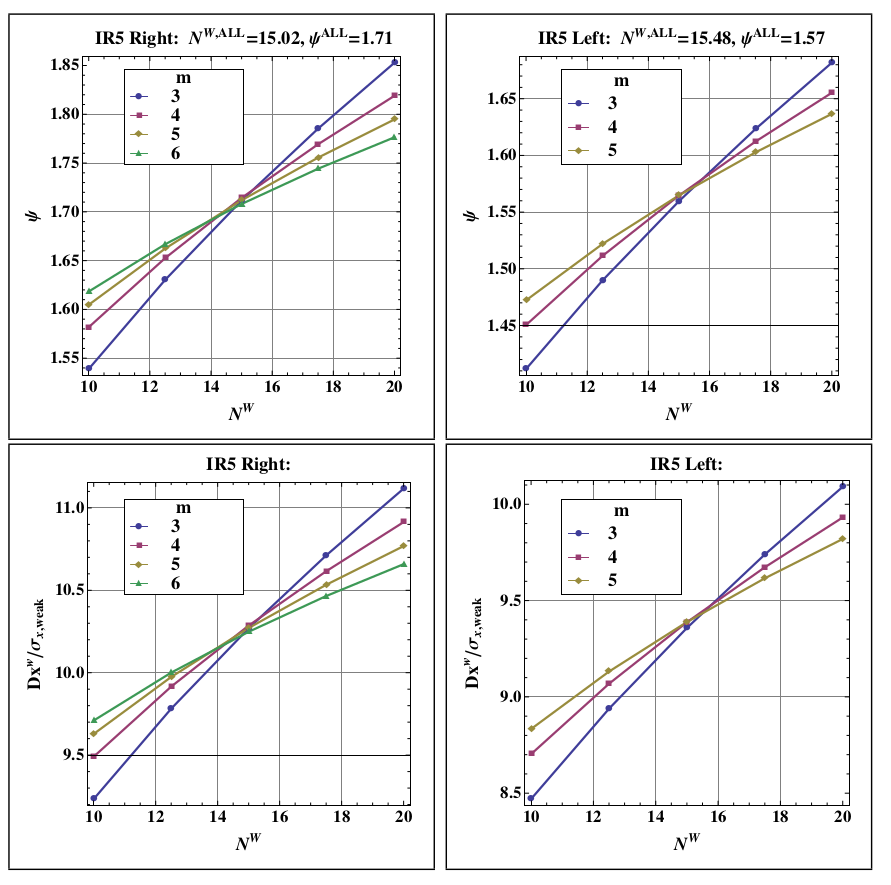 IR5 Right: N^{W,ALL}=15.02, ψ^{ALL}=1.71
m
3
4
5
6
1.85
1.80
1.75
1.70
1.65
1.60
1.55
ψ
10 12 14 16 18 20
N^W
IR5 Left: N^{W,ALL}=15.48, ψ^{ALL}=1.57
m
3
4
5
1.65
1.60
1.55
1.50
1.45
ψ
10 12 14 16 18 20
N^W
IR5 Right:
m
3
4
5
6
11.0
10.5
10.0
9.5
Dx^w/σ_{x,weak}
10 12 14 16 18 20
N^W
IR5 Left:
m
3
4
5
10.0
9.5
9.0
8.5
Dx^w/σ_{x,weak}
10 12 14 16 18 20
N^W